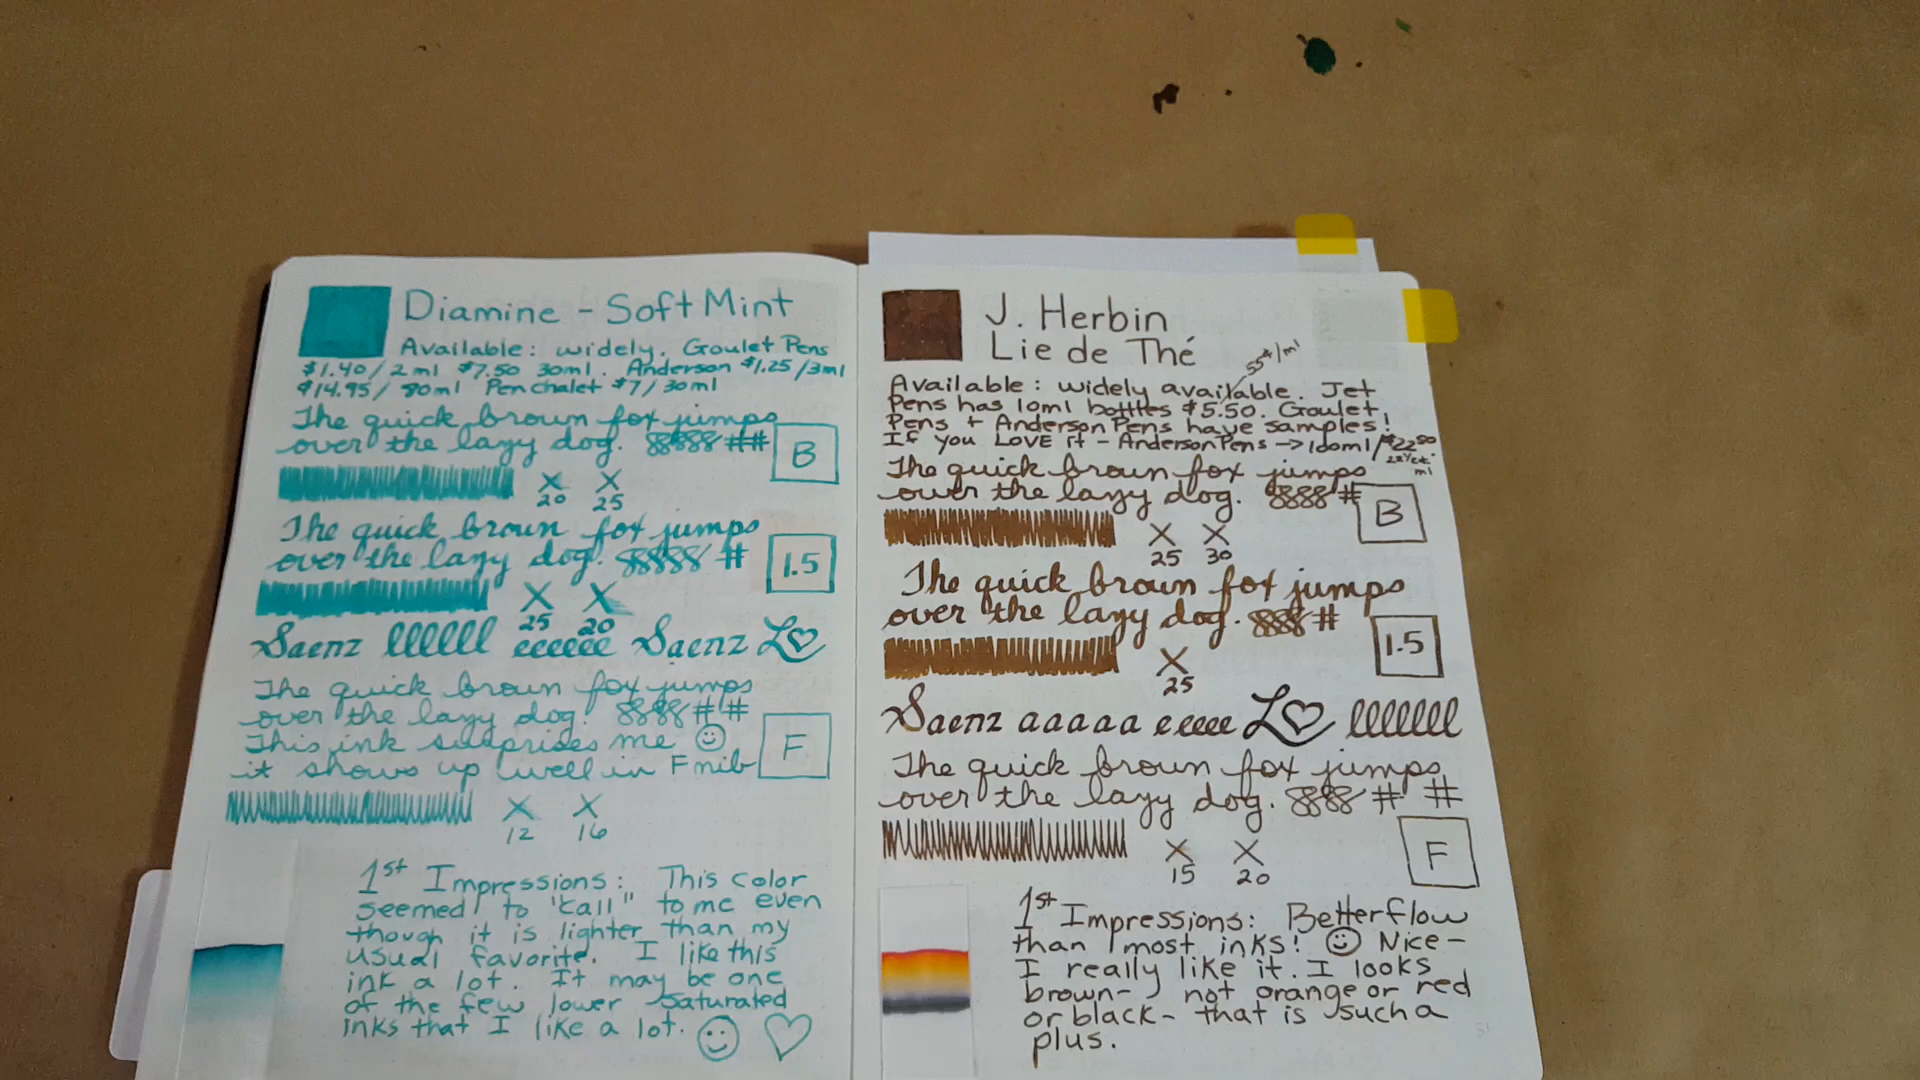 Diamine - Soft Mint
Available: widely. Goulet Pens
$1.40/2ml $7.50 30ml. Anderson $1.25/3ml
$14.95/80ml Pen Chalet $7/30ml
The quick brown fox jumps
over the lazy dog. 88888 ##
B
X X
20 25
The quick brown fox jumps
over the lazy dog. 88888 #
1.5
X X
25 20
Saenz llllll eeeeee Saenz L♡
The quick brown fox jumps
over the lazy dog. 8888 ##
This ink surprises me ☺
it shows up well in F nib
F
X X
12 16
1st Impressions: This color
seemed to "call" to me even
though it is lighter than my
usual favorite. I like this
ink a lot. It may be one
of the few lower saturated
inks that I like a lot. ☺ ♡
J. Herbin
Lie de Thé
55¢/ml
Available: widely available. Jet
Pens has 10ml bottles $5.50. Goulet
Pens + Anderson Pens have samples!
If you LOVE it - Anderson Pens → 100ml/$22.50
ml
The quick brown fox jumps
over the lazy dog. 8888 #
B
X X
25 30
The quick brown fox jumps
over the lazy dog. 8888 #
1.5
X
25
Saenz aaaaa eeeee L♡ lllllll
The quick brown fox jumps
over the lazy dog. 8888 # #
F
X X
15 20
1st Impressions: Better flow
than most inks! ☺ Nice-
I really like it. I looks
brown- not orange or red
or black- that is such a
plus.